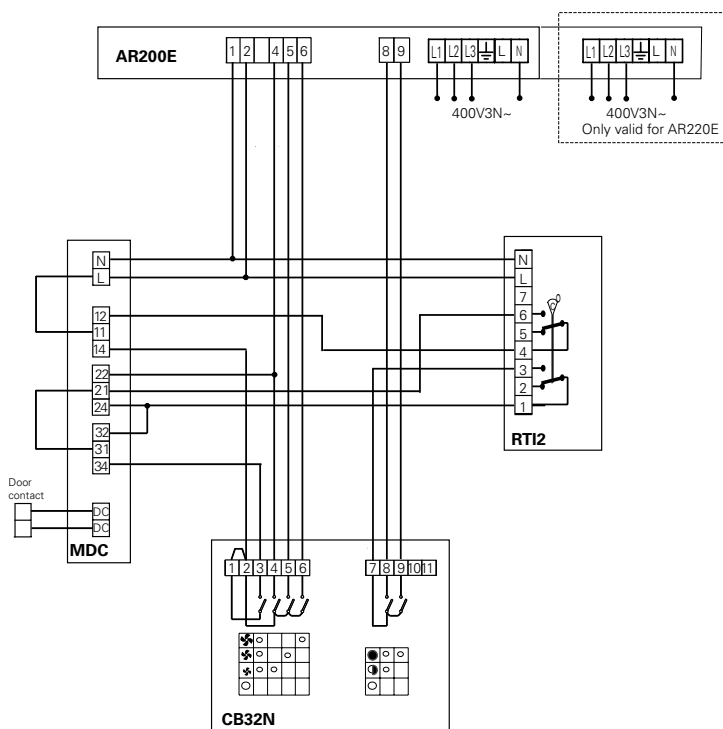 AR200E
1 2 4 5 6
8 9
L1 L2 L3 L N
L1 L2 L3 L N
400V3N~
400V3N~
Only valid for AR220E
N
L
12
11
14
22
21
24
32
31
34
DC
DC
Door
contact
MDC
N
L
7
6
5
4
3
2
1
0
RTI2
1 2 3 4 5 6
7 8 9 10 11
CB32N